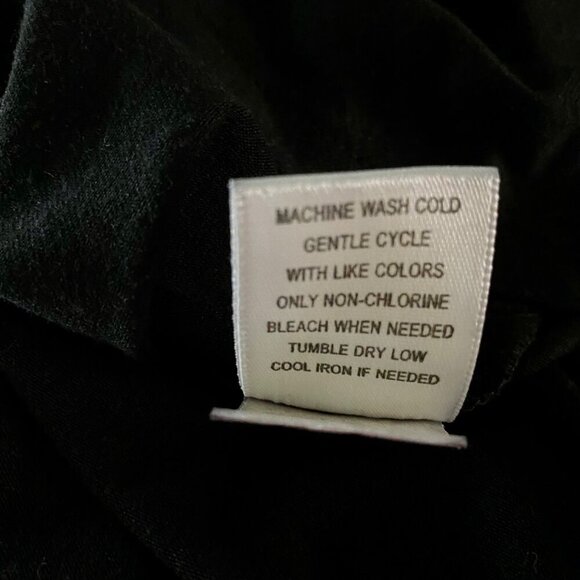 MACHINE WASH COLD
GENTLE CYCLE
WITH LIKE COLORS
ONLY NON-CHLORINE
BLEACH WHEN NEEDED
TUMBLE DRY LOW
COOL IRON IF NEEDED